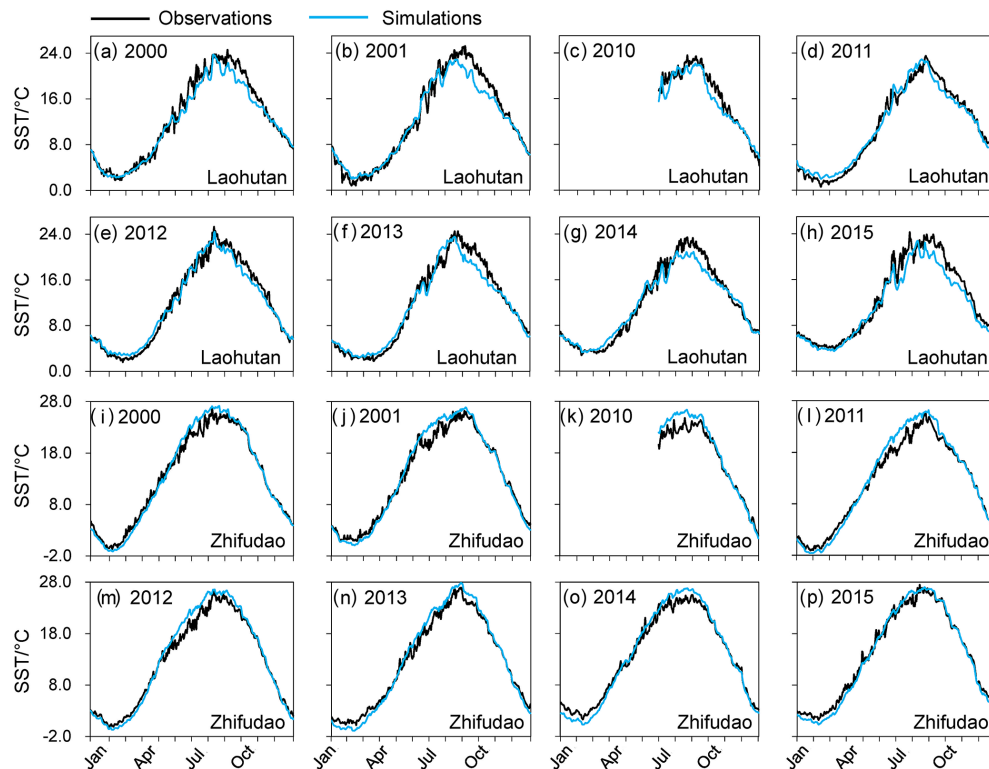 Observations Simulations
(a) 2000 (b) 2001 (c) 2010 (d) 2011
SST/°C
24.0
16.0
8.0
0.0
Laohutan Laohutan Laohutan Laohutan
(e) 2012 (f) 2013 (g) 2014 (h) 2015
SST/°C
24.0
16.0
8.0
0.0
Laohutan Laohutan Laohutan Laohutan
(i) 2000 (j) 2001 (k) 2010 (l) 2011
SST/°C
28.0
18.0
8.0
-2.0
Zhifudao Zhifudao Zhifudao Zhifudao
(m) 2012 (n) 2013 (o) 2014 (p) 2015
SST/°C
28.0
18.0
8.0
-2.0
Zhifudao Zhifudao Zhifudao Zhifudao
Jan Apr Jul Oct Jan Apr Jul Oct Jan Apr Jul Oct Jan Apr Jul Oct